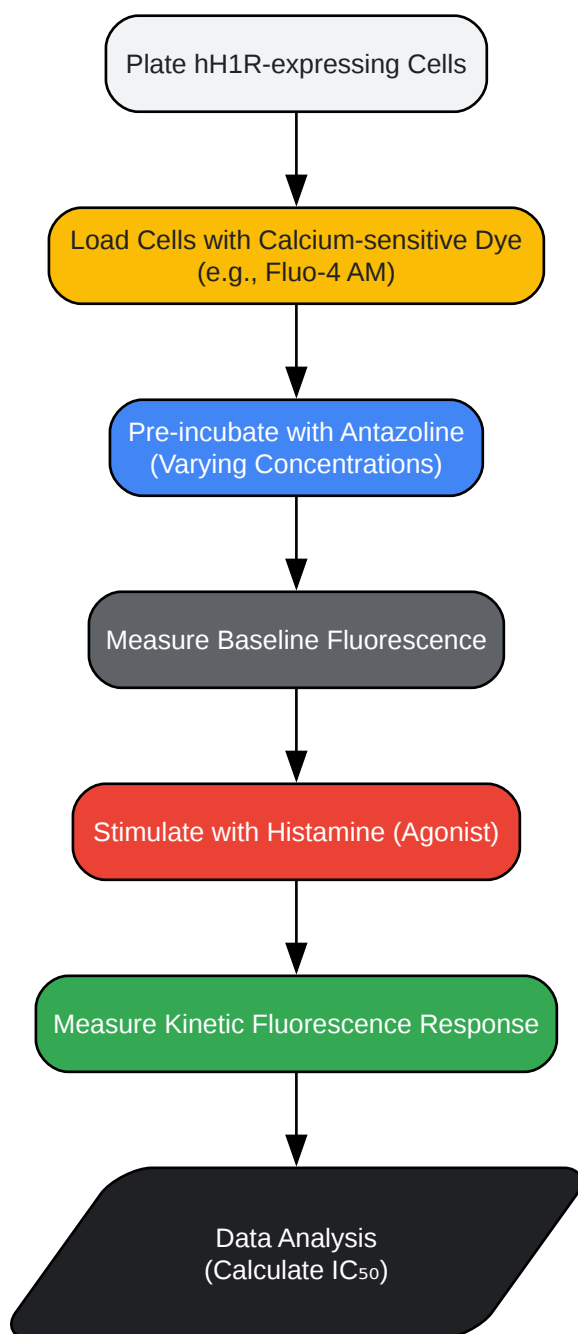 Plate hH1R-expressing Cells
Load Cells with Calcium-sensitive Dye
(e.g., Fluo-4 AM)
Pre-incubate with Antazoline
(Varying Concentrations)
Measure Baseline Fluorescence
Stimulate with Histamine (Agonist)
Measure Kinetic Fluorescence Response
Data Analysis
(Calculate IC₅₀)